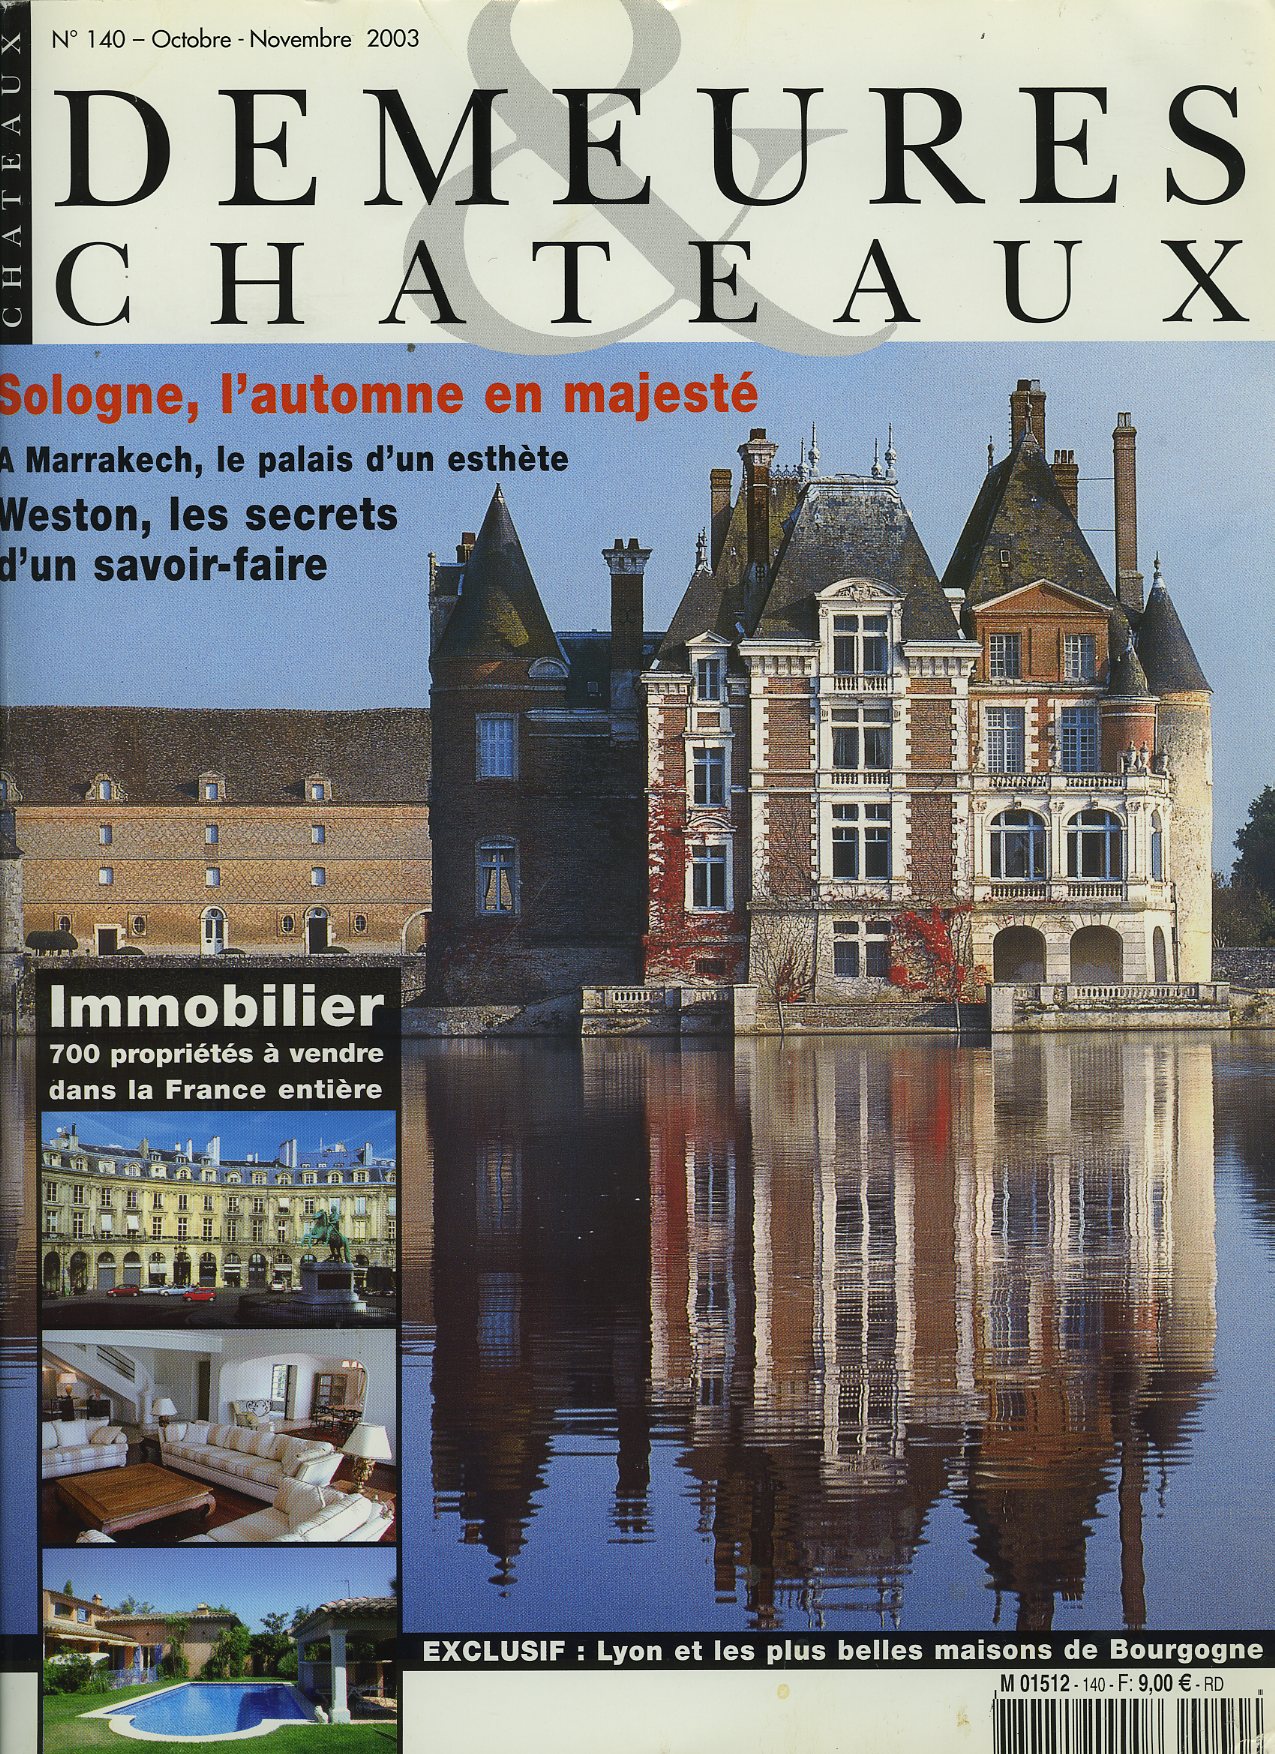 N° 140 – Octobre - Novembre 2003
CHATEAUX
&
DEMEURES
CHATEAUX
Sologne, l'automne en majesté
A Marrakech, le palais d'un esthète
Weston, les secrets
d'un savoir-faire
Immobilier
700 propriétés à vendre
dans la France entière
EXCLUSIF : Lyon et les plus belles maisons de Bourgogne
M 01512 - 140 - F: 9,00 € - RD